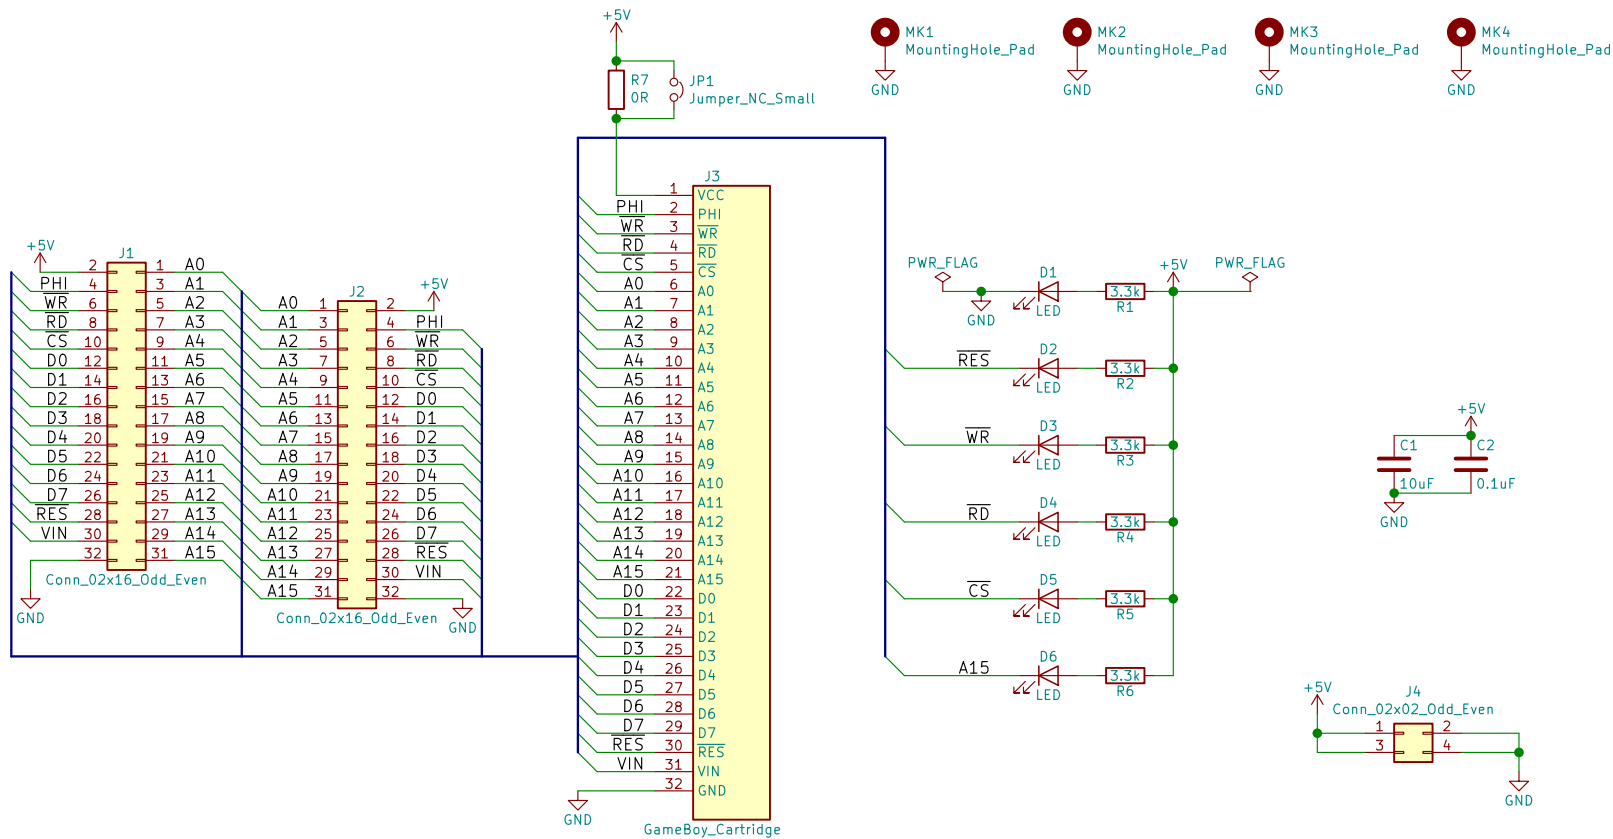 +5V
R7
0R
JP1
Jumper_NC_Small
MK1
MountingHole_Pad
GND
MK2
MountingHole_Pad
GND
MK3
MountingHole_Pad
GND
MK4
MountingHole_Pad
GND
+5V
J1
2 1 A0
PHI 4 3 A1
WR 6 5 A2
RD 8 7 A3
CS 10 9 A4
D0 12 11 A5
D1 14 13 A6
D2 16 15 A7
D3 18 17 A8
D4 20 19 A9
D5 22 21 A10
D6 24 23 A11
D7 26 25 A12
RES 28 27 A13
VIN 30 29 A14
32 31 A15
Conn_02x16_Odd_Even
GND
J2
+5V
A0 1 2
A1 3 4 PHI
A2 5 6 WR
A3 7 8 RD
A4 9 10 CS
A5 11 12 D0
A6 13 14 D1
A7 15 16 D2
A8 17 18 D3
A9 19 20 D4
A10 21 22 D5
A11 23 24 D6
A12 25 26 D7
A13 27 28 RES
A14 29 30 VIN
A15 31 32
Conn_02x16_Odd_Even
GND
J3
1 VCC
PHI 2 PHI
WR 3 WR
RD 4 RD
CS 5 CS
A0 6 A0
A1 7 A1
A2 8 A2
A3 9 A3
A4 10 A4
A5 11 A5
A6 12 A6
A7 13 A7
A8 14 A8
A9 15 A9
A10 16 A10
A11 17 A11
A12 18 A12
A13 19 A13
A14 20 A14
A15 21 A15
D0 22 D0
D1 23 D1
D2 24 D2
D3 25 D3
D4 26 D4
D5 27 D5
D6 28 D6
D7 29 D7
RES 30 RES
VIN 31 VIN
32 GND
GND
GameBoy_Cartridge
PWR_FLAG
GND
D1
LED
3.3k
R1
+5V
PWR_FLAG
RES
D2
LED
3.3k
R2
WR
D3
LED
3.3k
R3
RD
D4
LED
3.3k
R4
CS
D5
LED
3.3k
R5
A15
D6
LED
3.3k
R6
+5V
C1
10uF
C2
0.1uF
GND
+5V
J4
Conn_02x02_Odd_Even
1 2
3 4
GND